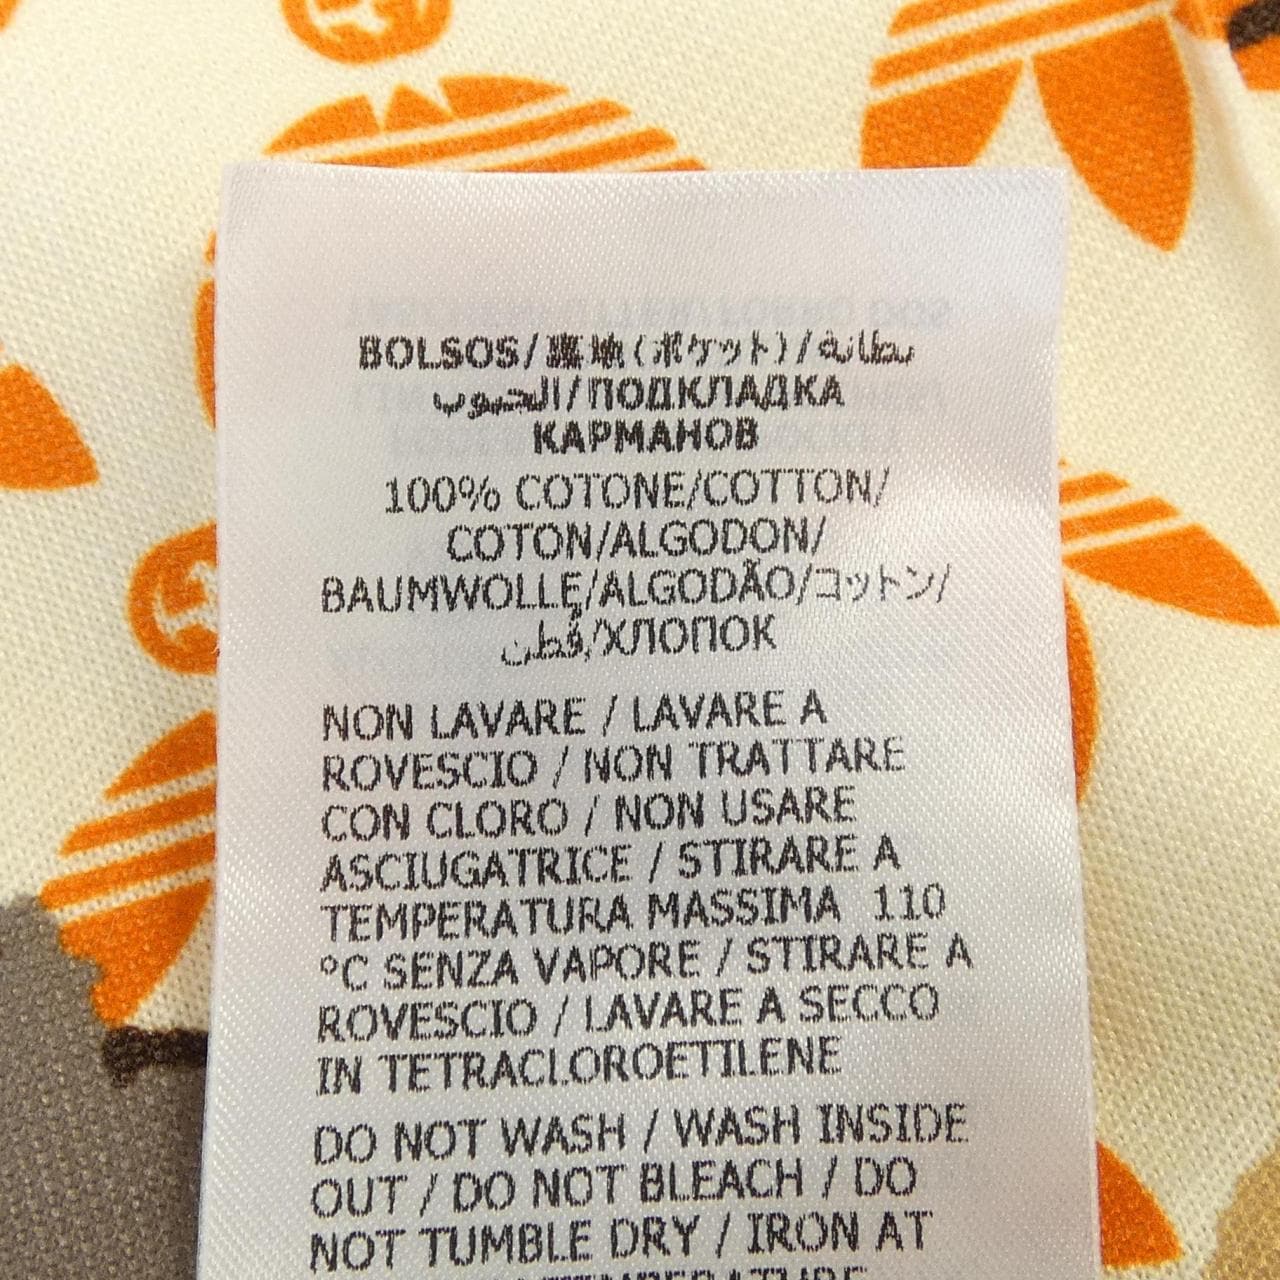 BOLSOS/裏地(ポケット)/بطانة
الجيوب/ПОДКЛАДКА
КАРМАНОВ
100% COTONE/COTTON/
COTON/ALGODON/
BAUMWOLLE/ALGODÃO/コットン/
قُطن/ХЛОПОК
NON LAVARE / LAVARE A
ROVESCIO / NON TRATTARE
CON CLORO / NON USARE
ASCIUGATRICE / STIRARE A
TEMPERATURA MASSIMA 110
°C SENZA VAPORE / STIRARE A
ROVESCIO / LAVARE A SECCO
IN TETRACLOROETILENE
DO NOT WASH / WASH INSIDE
OUT / DO NOT BLEACH / DO
NOT TUMBLE DRY / IRON AT